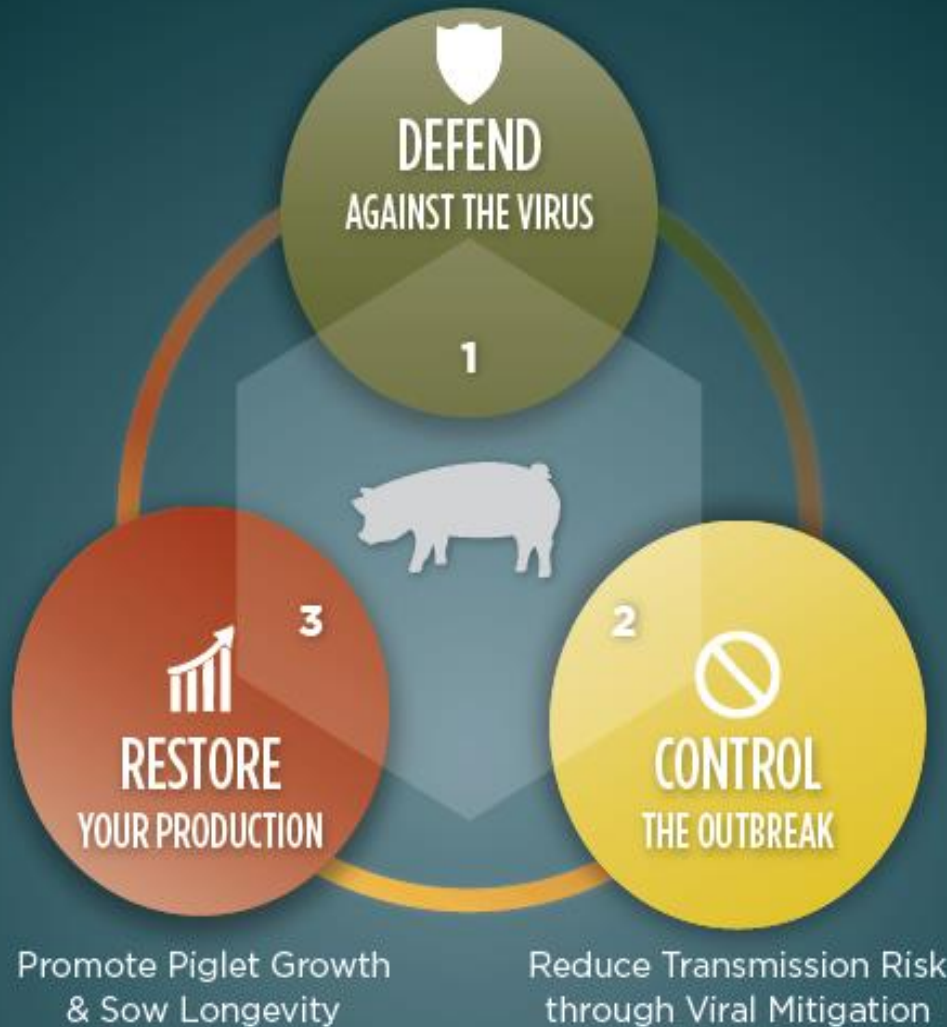 DEFEND
AGAINST THE VIRUS
1
3
RESTORE
YOUR PRODUCTION
2
CONTROL
THE OUTBREAK
Promote Piglet Growth
& Sow Longevity
Reduce Transmission Risk
through Viral Mitigation